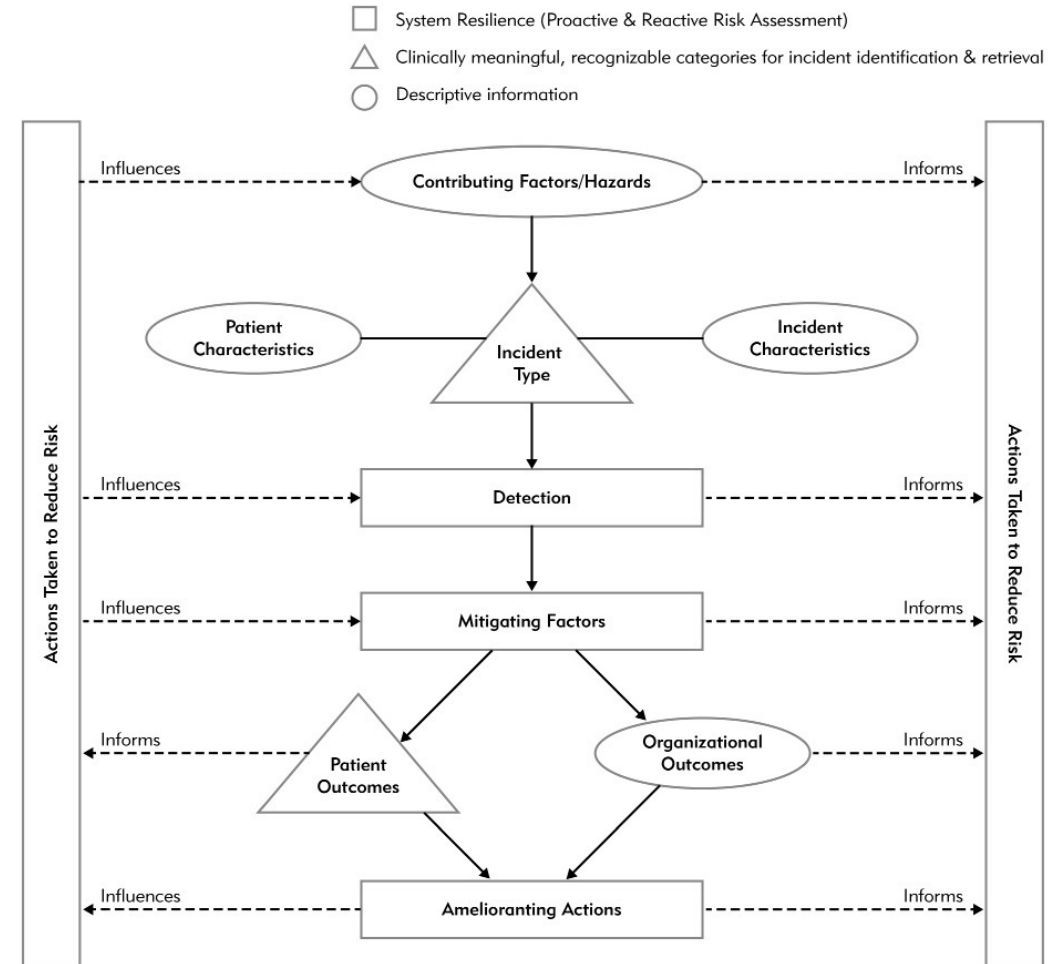 System Resilience (Proactive & Reactive Risk Assessment)
Clinically meaningful, recognizable categories for incident identification & retrieval
Descriptive information
Influences
Contributing Factors/Hazards
Informs
Patient
Characteristics
Incident
Type
Incident
Characteristics
Actions Taken to Reduce Risk
Actions Taken to Reduce Risk
Influences
Detection
Informs
Influences
Mitigating Factors
Informs
Informs
Patient
Outcomes
Organizational
Outcomes
Informs
Influences
Amelioranting Actions
Informs